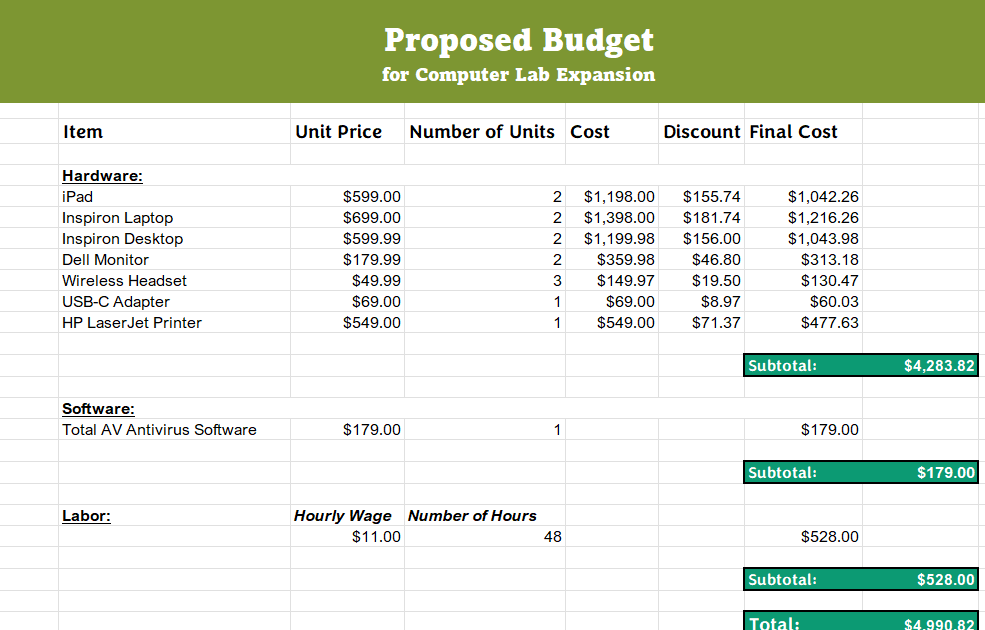 Proposed Budget
for Computer Lab Expansion
Item Unit Price Number of Units Cost Discount Final Cost
Hardware:
iPad $599.00 2 $1,198.00 $155.74 $1,042.26
Inspiron Laptop $699.00 2 $1,398.00 $181.74 $1,216.26
Inspiron Desktop $599.99 2 $1,199.98 $156.00 $1,043.98
Dell Monitor $179.99 2 $359.98 $46.80 $313.18
Wireless Headset $49.99 3 $149.97 $19.50 $130.47
USB-C Adapter $69.00 1 $69.00 $8.97 $60.03
HP LaserJet Printer $549.00 1 $549.00 $71.37 $477.63
Subtotal: $4,283.82
Software:
Total AV Antivirus Software $179.00 1 $179.00
Subtotal: $179.00
Labor: Hourly Wage Number of Hours
$11.00 48 $528.00
Subtotal: $528.00
Total: $4,990.82